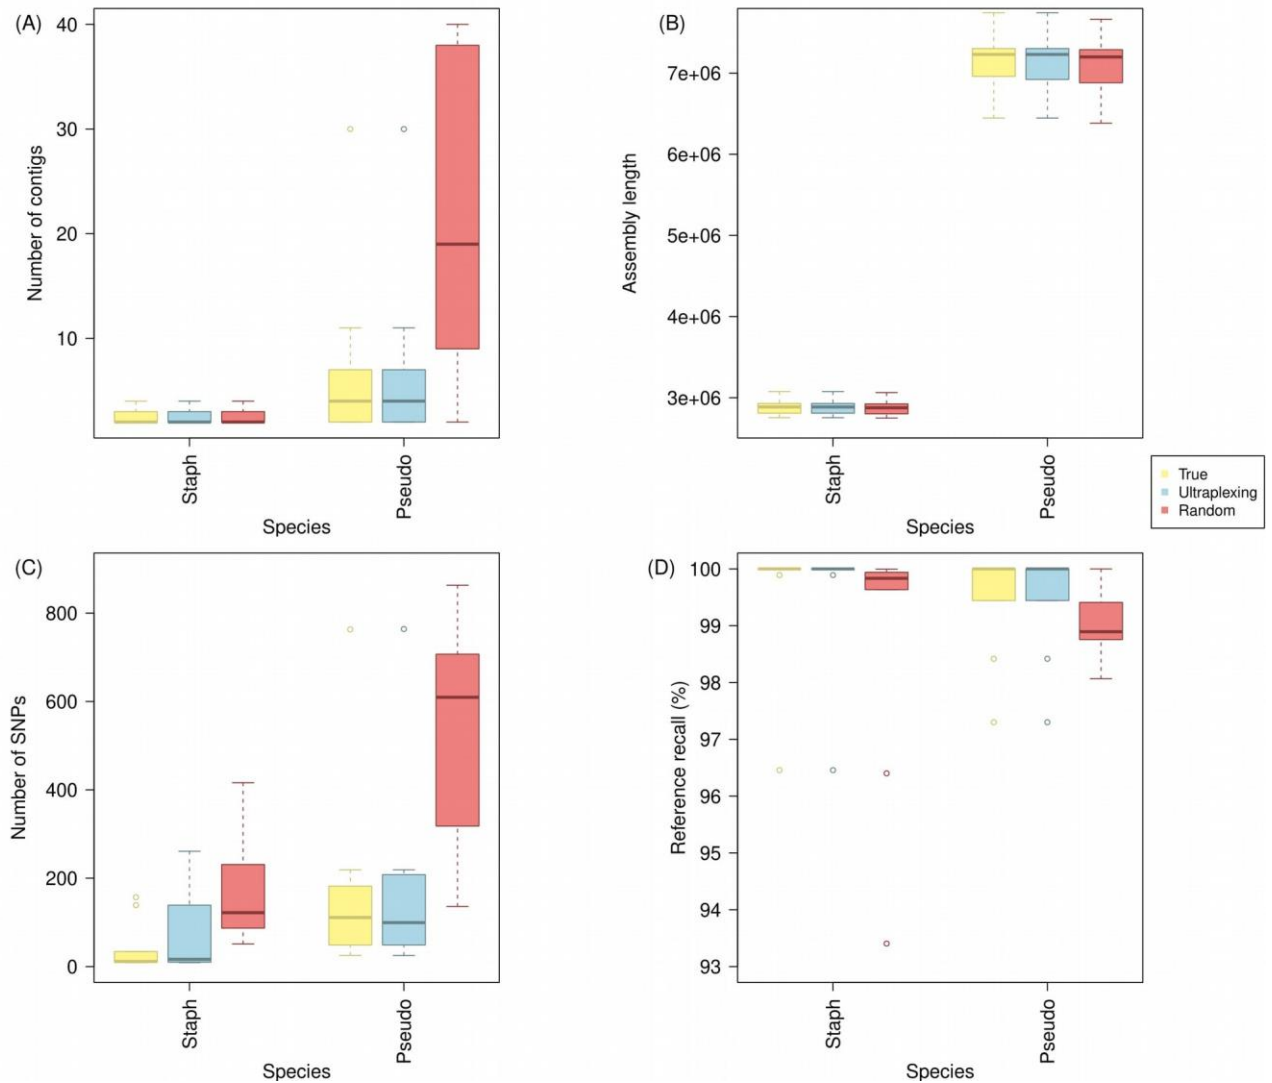 (A)
40
30
20
10
Number of contigs
Staph
Pseudo
Species
(B)
7e+06
6e+06
5e+06
4e+06
3e+06
Assembly length
Staph
Pseudo
Species
True
Ultraplexing
Random
(C)
800
600
400
200
0
Number of SNPs
Staph
Pseudo
Species
(D)
100
99
98
97
96
95
94
93
Reference recall (%)
Staph
Pseudo
Species